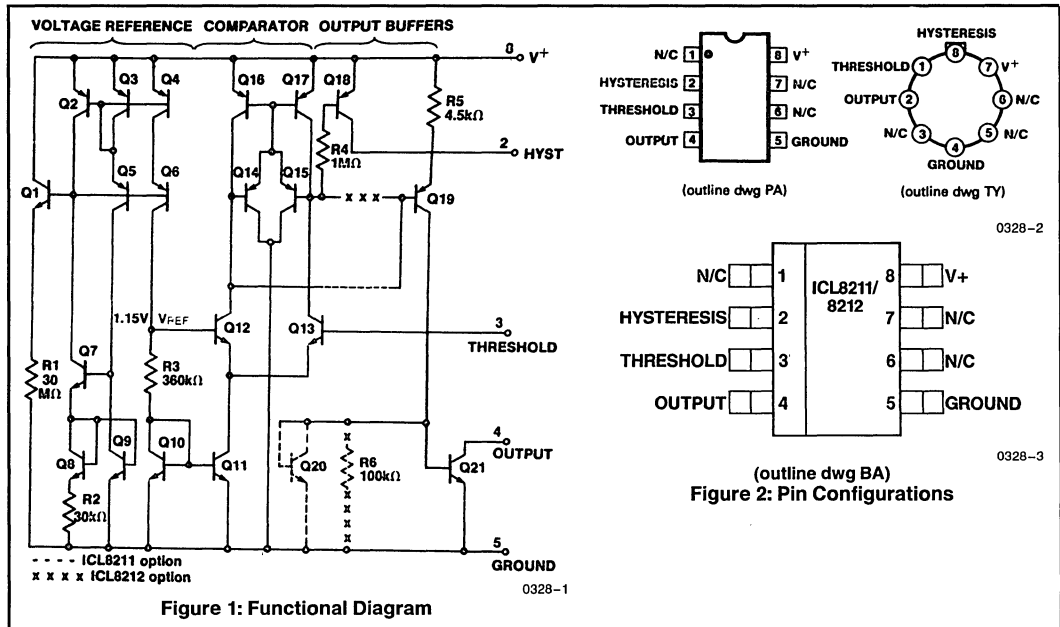 VOLTAGE REFERENCE COMPARATOR OUTPUT BUFFERS
8 V+
Q3 Q4 Q16 Q17 Q18
Q2
R5
4.5kΩ
R4
1MΩ
2 HYST
Q14 Q15
Q1 Q5 Q6 Q19
x x x
1.15V VREF
Q12 Q13
3
THRESHOLD
Q7
R1
30
MΩ
R3
360kΩ
Q8 Q9 Q10 Q11 Q20
R6
100kΩ
Q21
4
OUTPUT
R2
30kΩ
5
GROUND
- - - - ICL8211 option
x x x x ICL8212 option
0328-1
Figure 1: Functional Diagram
N/C 1
HYSTERESIS 2
THRESHOLD 3
OUTPUT 4
8 V+
7 N/C
6 N/C
5 GROUND
(outline dwg PA)
HYSTERESIS
8
THRESHOLD 1
7 V+
OUTPUT 2
6 N/C
N/C 3
5 N/C
4
GROUND
(outline dwg TY)
0328-2
N/C 1
HYSTERESIS 2
THRESHOLD 3
OUTPUT 4
ICL8211/
8212
8 V+
7 N/C
6 N/C
5 GROUND
0328-3
(outline dwg BA)
Figure 2: Pin Configurations